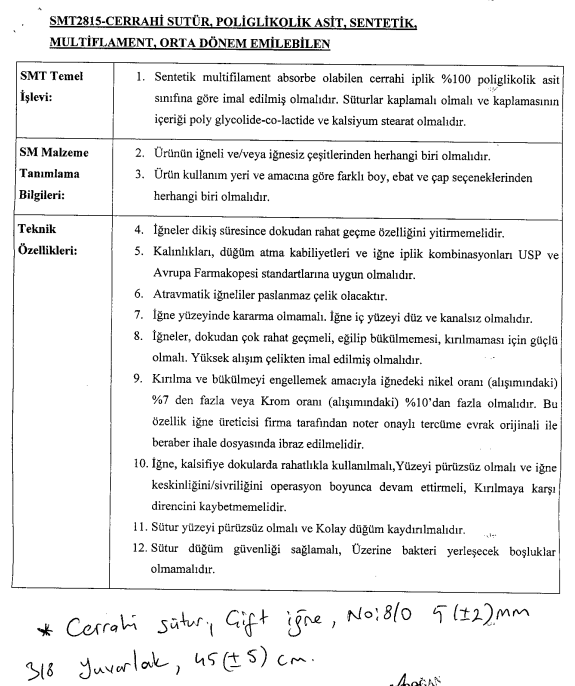 SMT2815-CERRAHİ SUTÜR, POLİGLİKOLİK ASİT, SENTETİK,
MULTİFLAMENT, ORTA DÖNEM EMİLEBİLEN
SMT Temel
İşlevi:
1. Sentetik multifilament absorbe olabilen cerrahi iplik %100 poliglikolik asit
sınıfına göre imal edilmiş olmalıdır. Süturlar kaplamalı olmalı ve kaplamasının
içeriği poly glycolide-co-lactide ve kalsiyum stearat olmalıdır.
SM Malzeme
Tanımlama
Bilgileri:
2. Ürünün iğneli ve/veya iğnesiz çeşitlerinden herhangi biri olmalıdır.
3. Ürün kullanım yeri ve amacına göre farklı boy, ebat ve çap seçeneklerinden
herhangi biri olmalıdır.
Teknik
Özellikleri:
4. İğneler dikiş süresince dokudan rahat geçme özelliğini yitirmemelidir.
5. Kalınlıkları, düğüm atma kabiliyetleri ve iğne iplik kombinasyonları USP ve
Avrupa Farmakopesi standartlarına uygun olmalıdır.
6. Atravmatik iğneliler paslanmaz çelik olacaktır.
7. İğne yüzeyinde kararma olmamalı. İğne iç yüzeyi düz ve kanalsız olmalıdır.
8. İğneler, dokudan çok rahat geçmeli, eğilip bükülmemesi, kırılmaması için güçlü
olmalı. Yüksek alışım çelikten imal edilmiş olmalıdır.
9. Kırılma ve bükülmeyi engellemek amacıyla iğnedeki nikel oranı (alışımındaki)
%7 den fazla veya Krom oranı (alışımındaki) %10'dan fazla olmalıdır. Bu
özellik iğne üreticisi firma tarafından noter onaylı tercüme evrak orijinali ile
beraber ihale dosyasında ibraz edilmelidir.
10. İğne, kalsifiye dokularda rahatlıkla kullanılmalı,Yüzeyi pürüzsüz olmalı ve iğne
keskinliğini/sivriliğini operasyon boyunca devam ettirmeli, Kırılmaya karşı
direncini kaybetmemelidir.
11. Sütur yüzeyi pürüzsüz olmalı ve Kolay düğüm kaydırılmalıdır.
12. Sütur düğüm güvenliği sağlamalı, Üzerine bakteri yerleşecek boşluklar
olmamalıdır.
* Cerrahi sütur, Çift iğne, No:8/0 5 (±2)mm
3/8 Yuvarlak, 45 (± 5) cm.